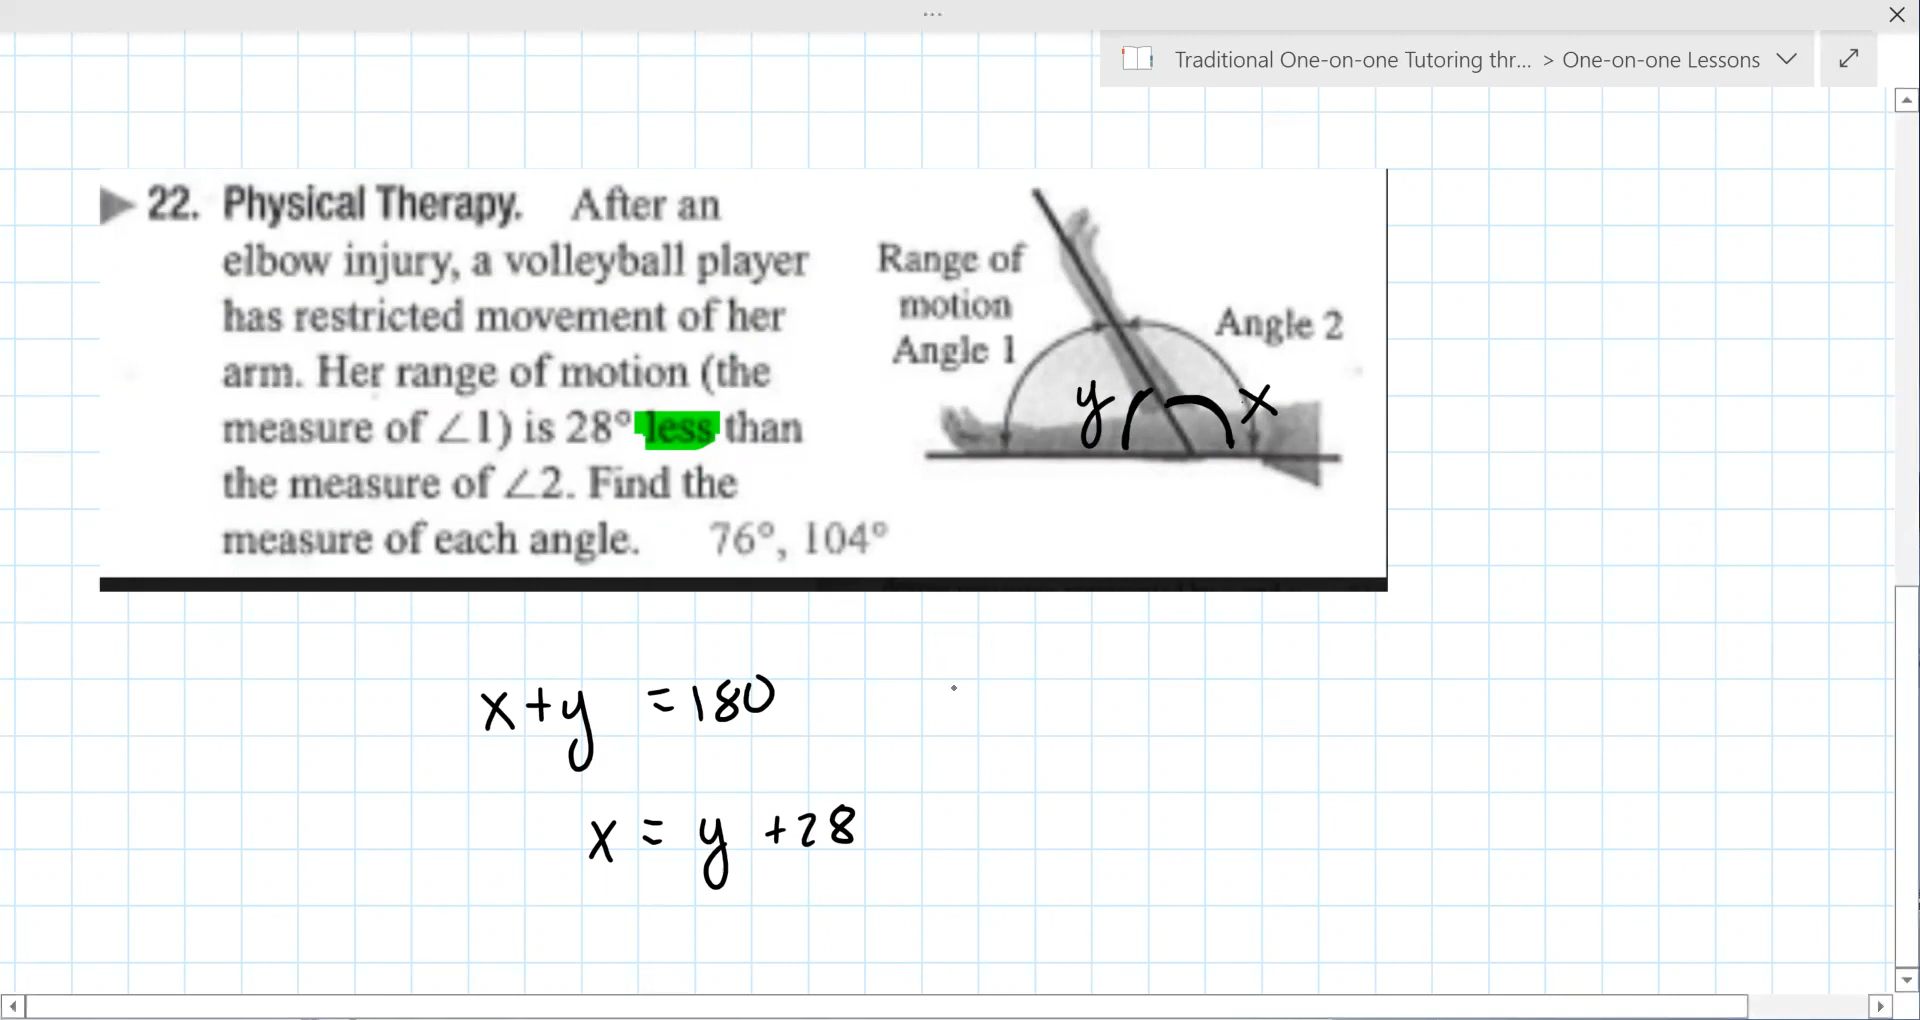 ...
Traditional One-on-one Tutoring thr... > One-on-one Lessons
22. Physical Therapy. After an
elbow injury, a volleyball player
has restricted movement of her
arm. Her range of motion (the
measure of ∠1) is 28° less than
the measure of ∠2. Find the
measure of each angle. 76°, 104°
Range of
motion
Angle 1
Angle 2
y
x
x+y = 180
x = y +28